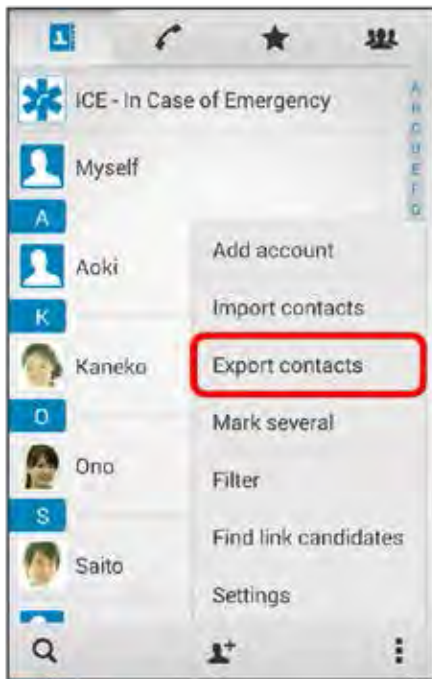 ICE - In Case of Emergency
Myself
A
Aoki
K
Kaneko
O
Ono
S
Saito
Add account
Import contacts
Export contacts
Mark several
Filter
Find link candidates
Settings
A
B
C
D
E
F
G